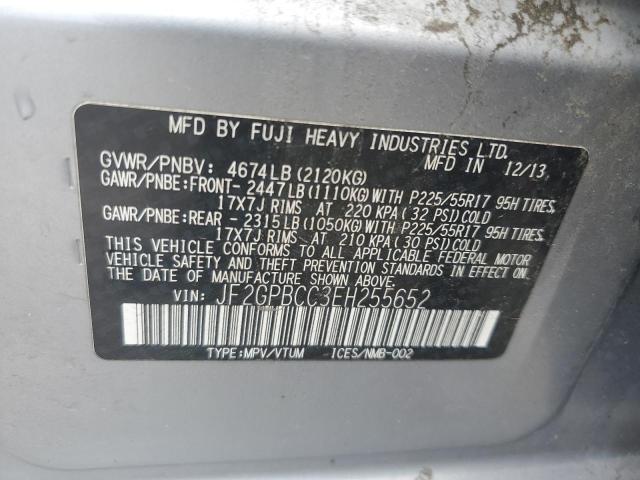 MFD BY FUJI HEAVY INDUSTRIES LTD.
GVWR/PNBV: 4674LB(2120KG) MFD IN 12/13
GAWR/PNBE:FRONT- 2447LB(1110KG)WITH P225/55R17 95H TIRES,
17X7J RIMS AT 220 KPA( 32 PSI)COLD
GAWR/PNBE:REAR - 2315LB(1050KG)WITH P225/55R17 95H TIRES,
17X7J RIMS AT 210 KPA( 30 PSI)COLD
THIS VEHICLE CONFORMS TO ALL APPLICABLE FEDERAL MOTOR
VEHICLE SAFETY AND THEFT PREVENTION STANDARDS IN EFFECT
ON THE DATE OF MANUFACTURE SHOWN ABOVE.
VIN: JF2GPBCC3EH255652
TYPE:MPV/VTUM ICES/NMB-002